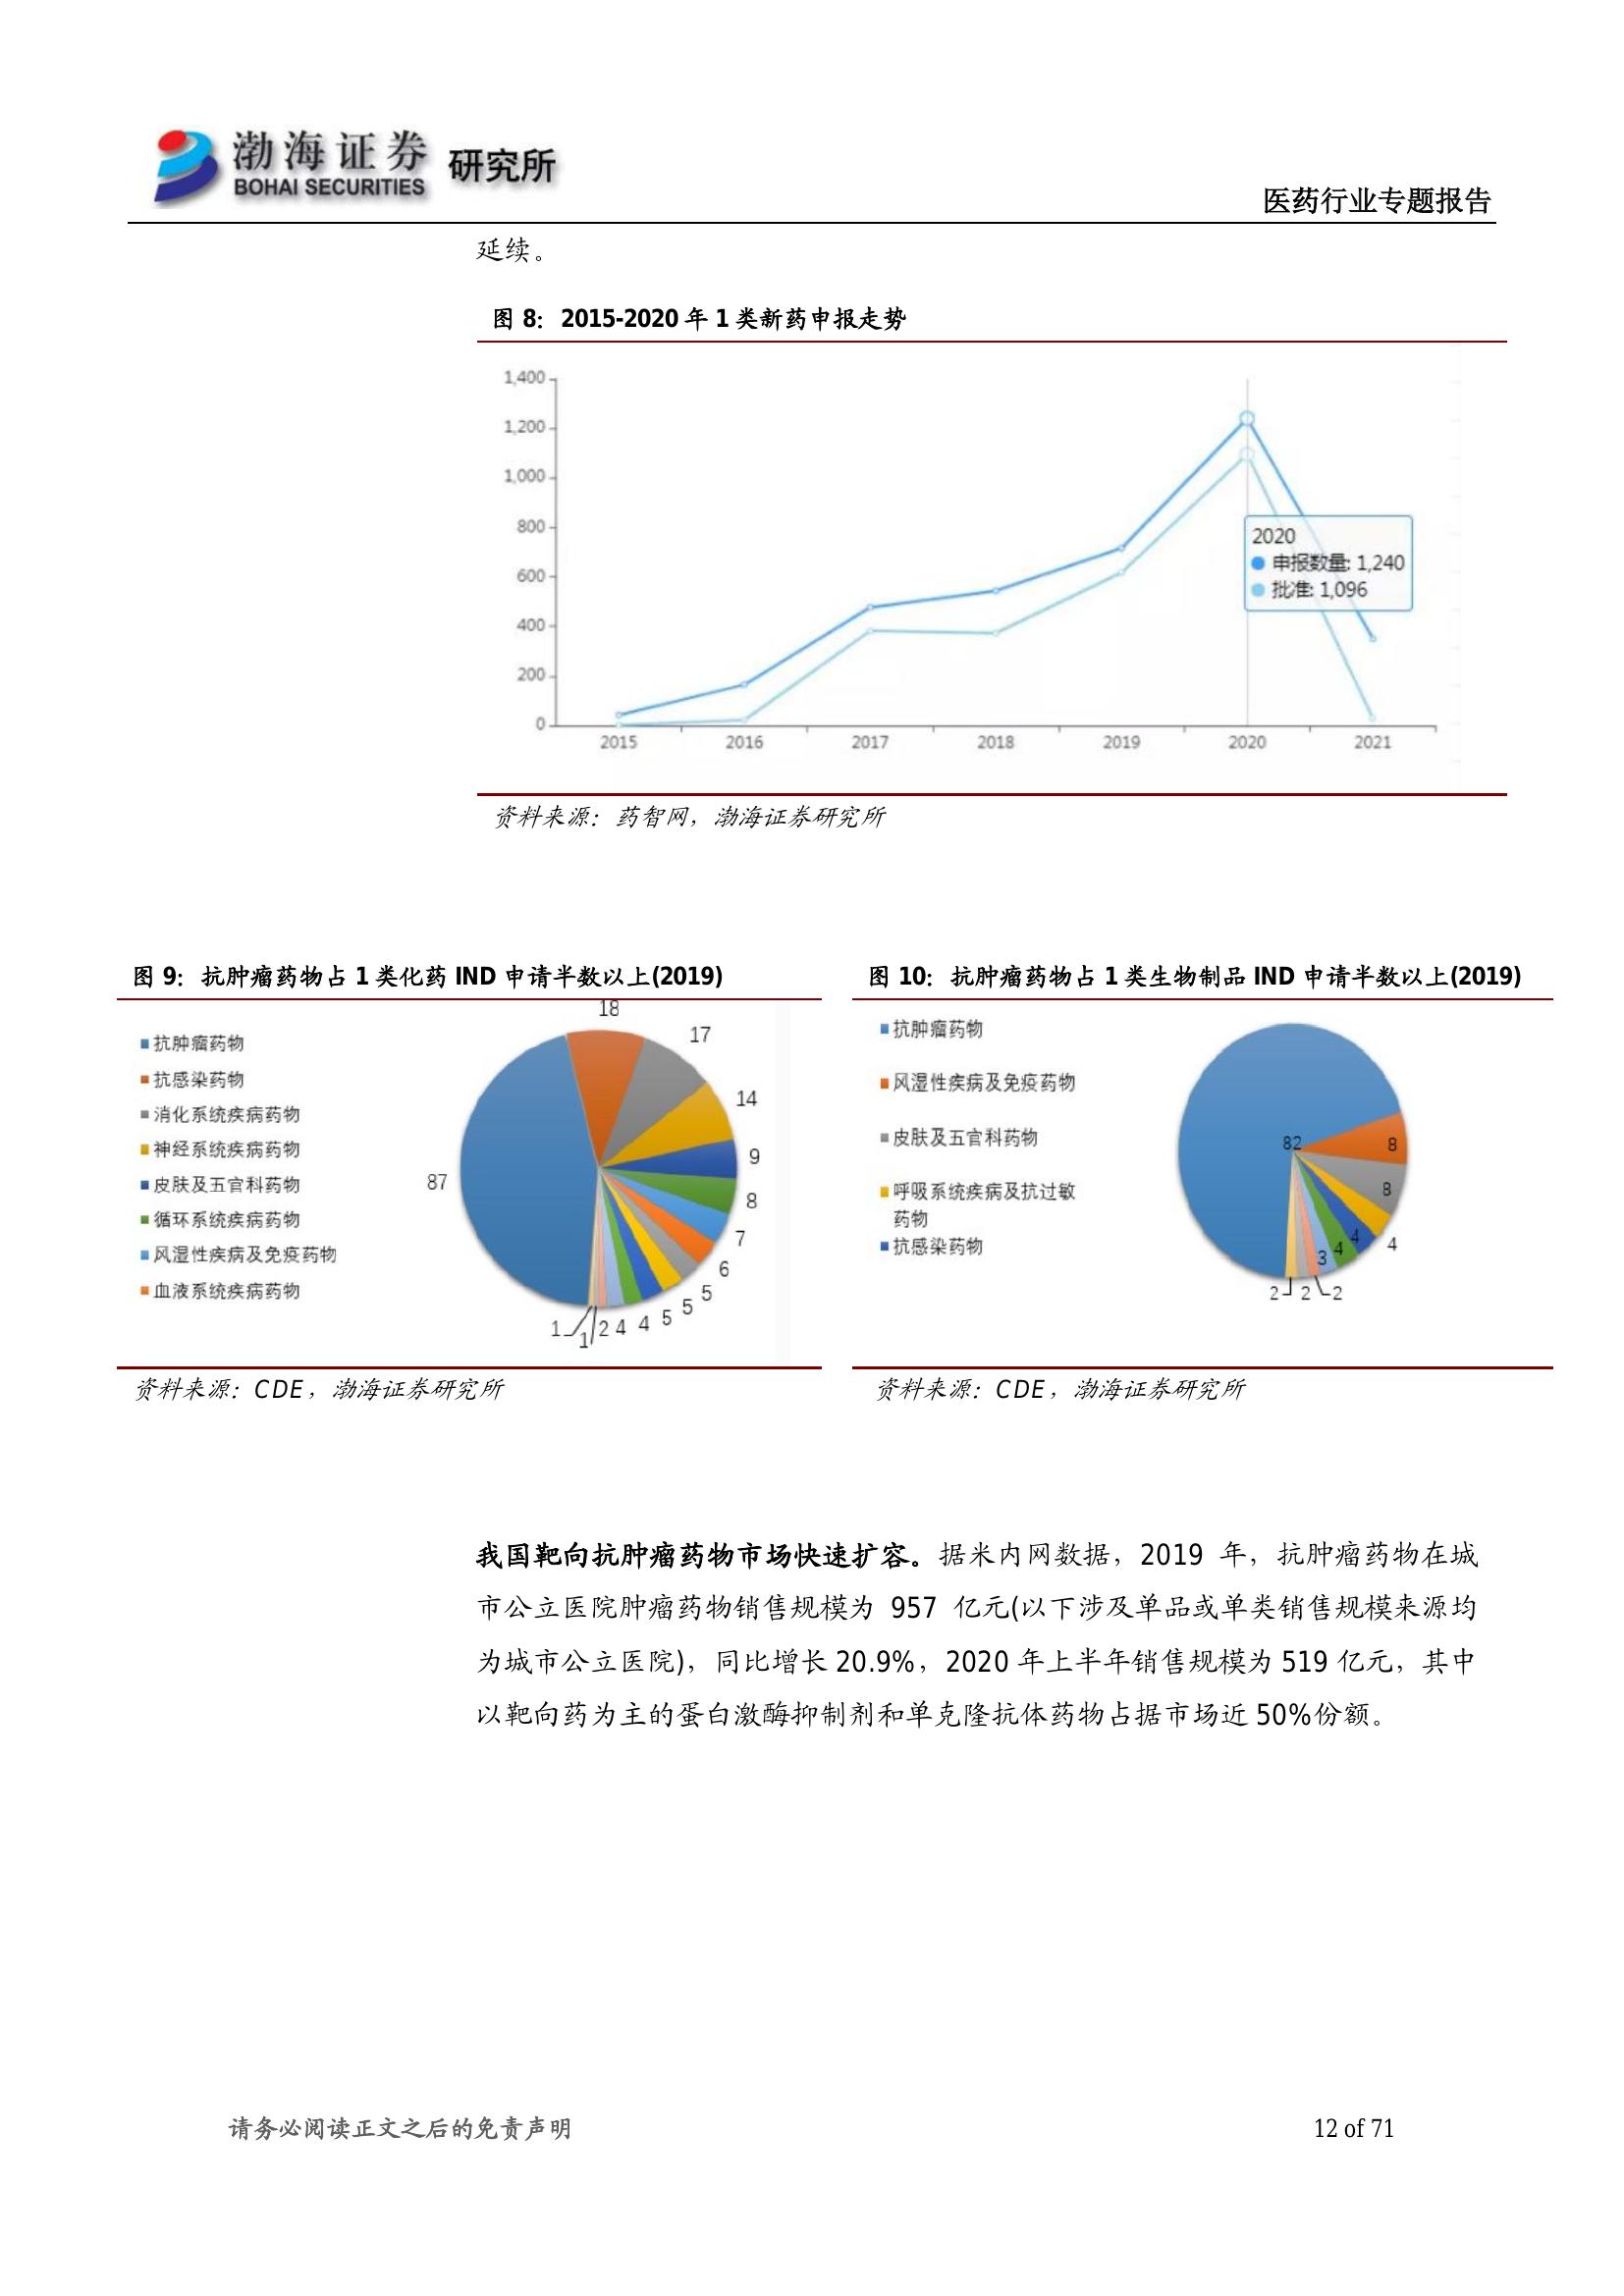 渤海证券 研究所
BOHAI SECURITIES
医药行业专题报告
延续。
图 8：2015-2020 年 1 类新药申报走势
1,400
1,200
1,000
800
600
400
200
0
2015 2016 2017 2018 2019 2020 2021
2020
申报数量: 1,240
批准: 1,096
资料来源：药智网，渤海证券研究所
图 9：抗肿瘤药物占 1 类化药 IND 申请半数以上(2019)
抗肿瘤药物
抗感染药物
消化系统疾病药物
神经系统疾病药物
皮肤及五官科药物
循环系统疾病药物
风湿性疾病及免疫药物
血液系统疾病药物
18
17
14
9
8
7
6
5
5
5
4
4
2
1
1
87
资料来源：CDE，渤海证券研究所
图 10：抗肿瘤药物占 1 类生物制品 IND 申请半数以上(2019)
抗肿瘤药物
风湿性疾病及免疫药物
皮肤及五官科药物
呼吸系统疾病及抗过敏
药物
抗感染药物
82
8
8
4
4
4
3
2
2
2
资料来源：CDE，渤海证券研究所
我国靶向抗肿瘤药物市场快速扩容。据米内网数据，2019 年，抗肿瘤药物在城
市公立医院肿瘤药物销售规模为 957 亿元(以下涉及单品或单类销售规模来源均
为城市公立医院)，同比增长 20.9%，2020 年上半年销售规模为 519 亿元，其中
以靶向药为主的蛋白激酶抑制剂和单克隆抗体药物占据市场近 50%份额。
请务必阅读正文之后的免责声明
12 of 71